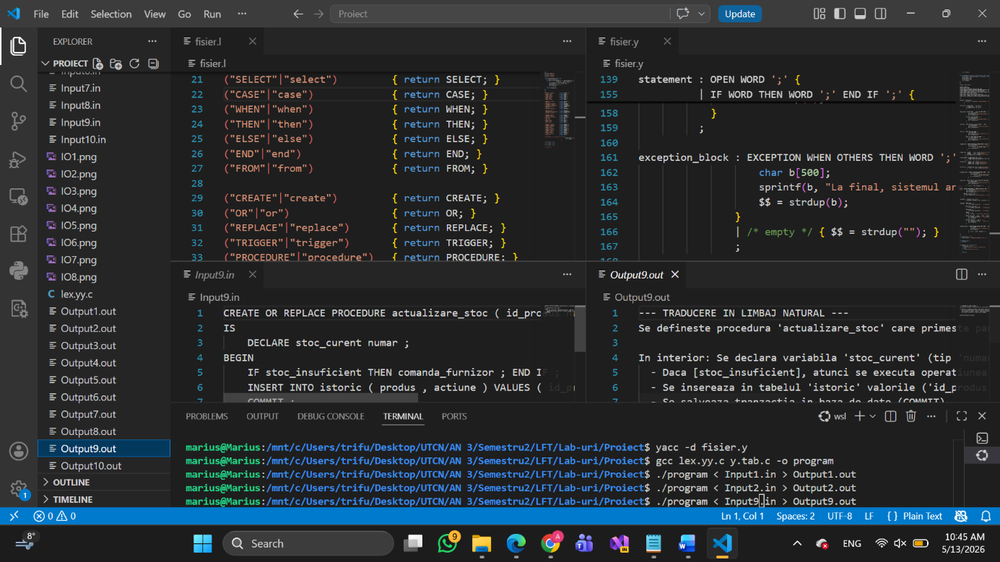 File Edit Selection View Go Run ··· Proiect Update
EXPLORER ···
PROIECT
Input7.in
Input8.in
Input9.in
Input10.in
IO1.png
IO2.png
IO3.png
IO4.png
IO5.png
IO6.png
IO7.png
IO8.png
C lex.yy.c
Output1.out
Output2.out
Output3.out
Output4.out
Output5.out
Output6.out
Output7.out
Output8.out
Output9.out
Output10.out
OUTLINE
TIMELINE
1
fisier.l
fisier.l
21 ("SELECT"|"select") { return SELECT; }
22 ("CASE"|"case") { return CASE; }
23 ("WHEN"|"when") { return WHEN; }
24 ("THEN"|"then") { return THEN; }
25 ("ELSE"|"else") { return ELSE; }
26 ("END"|"end") { return END; }
27 ("FROM"|"from") { return FROM; }
28
29 ("CREATE"|"create") { return CREATE; }
30 ("OR"|"or") { return OR; }
31 ("REPLACE"|"replace") { return REPLACE; }
32 ("TRIGGER"|"trigger") { return TRIGGER; }
33 ("PROCEDURE"|"procedure") { return PROCEDURE; }
fisier.y
fisier.y
139 statement : OPEN WORD ';' {
155 | IF WORD THEN WORD ';' END IF ';' {
158 }
159 ;
160
161 exception_block : EXCEPTION WHEN OTHERS THEN WORD ';'
162 char b[500];
163 sprintf(b, "La final, sistemul ar
164 $$ = strdup(b);
165 }
166 | /* empty */ { $$ = strdup(""); }
167 ;
Input9.in
Input9.in
1 CREATE OR REPLACE PROCEDURE actualizare_stoc (
2 IS
3 DECLARE stoc_curent numar ;
4 BEGIN
5 IF stoc_insuficient THEN comanda_furnizor ; END IF ;
6 INSERT INTO istoric ( produs , actiune ) VALUES (
7 COMMIT ;
Output9.out
Output9.out
1 --- TRADUCERE IN LIMBAJ NATURAL ---
2 Se defineste procedura 'actualizare_stoc' care primeste
3
4 In interior: Se declara variabila 'stoc_curent' (tip
5 - Daca [stoc_insuficient], atunci se executa operatiunea
6 - Se insereaza in tabelul 'istoric' valorile
7 - Se salveaza tranzactia in baza de date (COMMIT)
PROBLEMS OUTPUT DEBUG CONSOLE TERMINAL PORTS wsl
marius@Marius:/mnt/c/Users/trifu/Desktop/UTCN/AN 3/Semestru2/LFT/Lab-uri/Proiect$ yacc -d fisier.y
marius@Marius:/mnt/c/Users/trifu/Desktop/UTCN/AN 3/Semestru2/LFT/Lab-uri/Proiect$ gcc lex.yy.c y.tab.c -o program
marius@Marius:/mnt/c/Users/trifu/Desktop/UTCN/AN 3/Semestru2/LFT/Lab-uri/Proiect$ ./program < Input1.in > Output1.out
marius@Marius:/mnt/c/Users/trifu/Desktop/UTCN/AN 3/Semestru2/LFT/Lab-uri/Proiect$ ./program < Input2.in > Output2.out
marius@Marius:/mnt/c/Users/trifu/Desktop/UTCN/AN 3/Semestru2/LFT/Lab-uri/Proiect$ ./program < Input9.in > Output9.out
0 0 Ln 1, Col 1 Spaces: 2 UTF-8 LF { } Plain Text
8° Search 9 A ENG 10:45 AM
5/13/2026